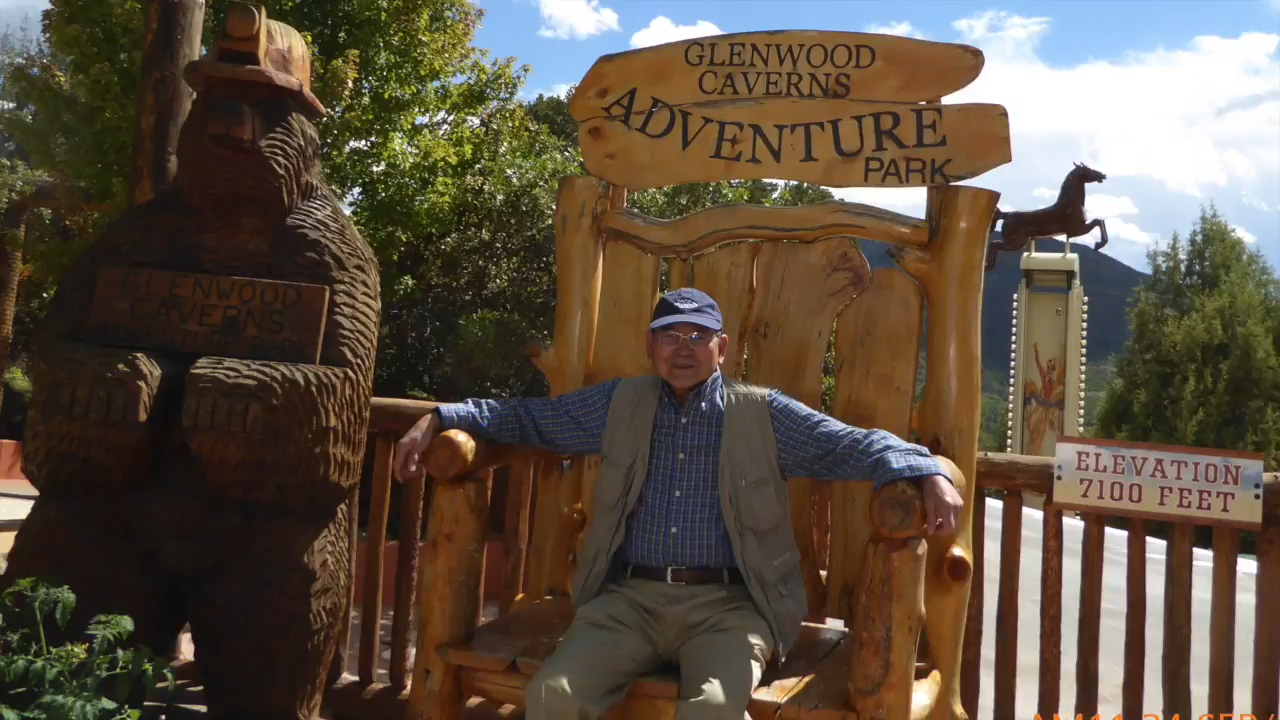 GLENWOOD
CAVERNS
ADVENTURE
PARK
GLENWOOD
CAVERNS
ELEVATION
7100 FEET